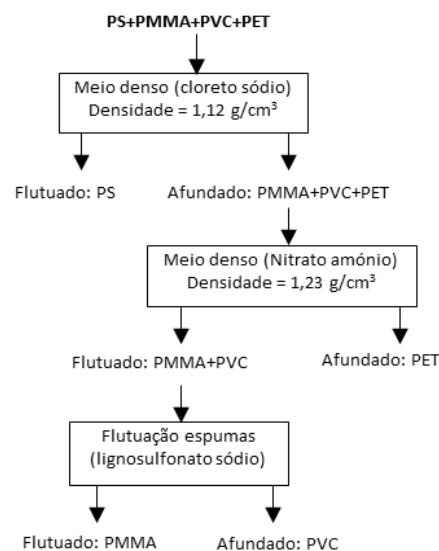 PS+PMMA+PVC+PET
Meio denso (cloreto sódio)
Densidade = 1,12 g/cm³
Flutuado: PS
Afundado: PMMA+PVC+PET
Meio denso (Nitrato amónio)
Densidade = 1,23 g/cm³
Flutuado: PMMA+PVC
Afundado: PET
Flutuação espumas
(lignosulfonato sódio)
Flutuado: PMMA
Afundado: PVC